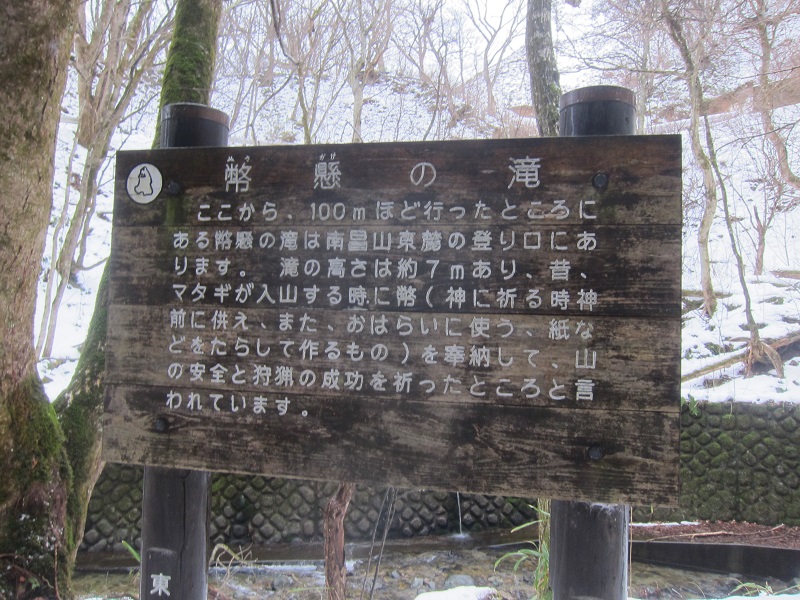 ぬう がけ
幣 懸 の 滝
ここから、100mほど行ったところに
ある幣懸の滝は南昌山東麓の登り口にあ
ります。 滝の高さは約7mあり、昔、
マタギが入山する時に幣(神に祈る時神
前に供え、また、おはらいに使う、紙な
どをたらして作るもの)を奉納して、山
の安全と狩猟の成功を祈ったところと言
われています。
東